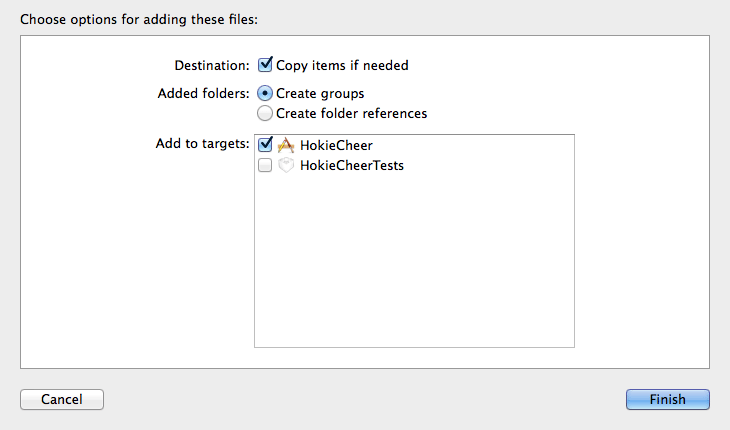 Choose options for adding these files:
Destination: Copy items if needed
Added folders: Create groups
Create folder references
Add to targets: HokieCheer
HokieCheerTests
Cancel Finish